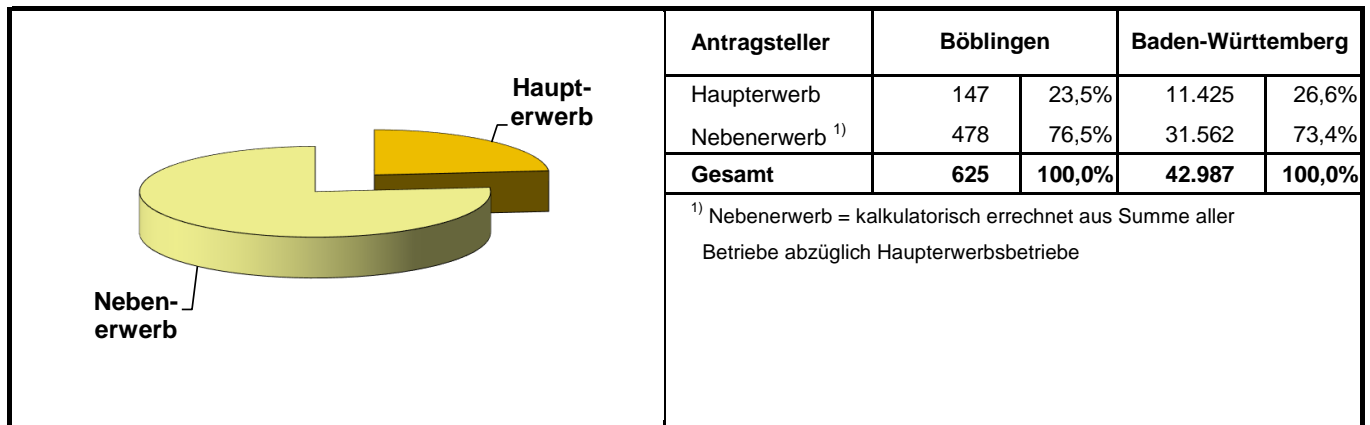 Haupt-
erwerb
Neben-
erwerb
Antragsteller Böblingen Baden-Württemberg
Haupterwerb 147 23,5% 11.425 26,6%
Nebenerwerb 1) 478 76,5% 31.562 73,4%
Gesamt 625 100,0% 42.987 100,0%
1) Nebenerwerb = kalkulatorisch errechnet aus Summe aller
Betriebe abzüglich Haupterwerbsbetriebe